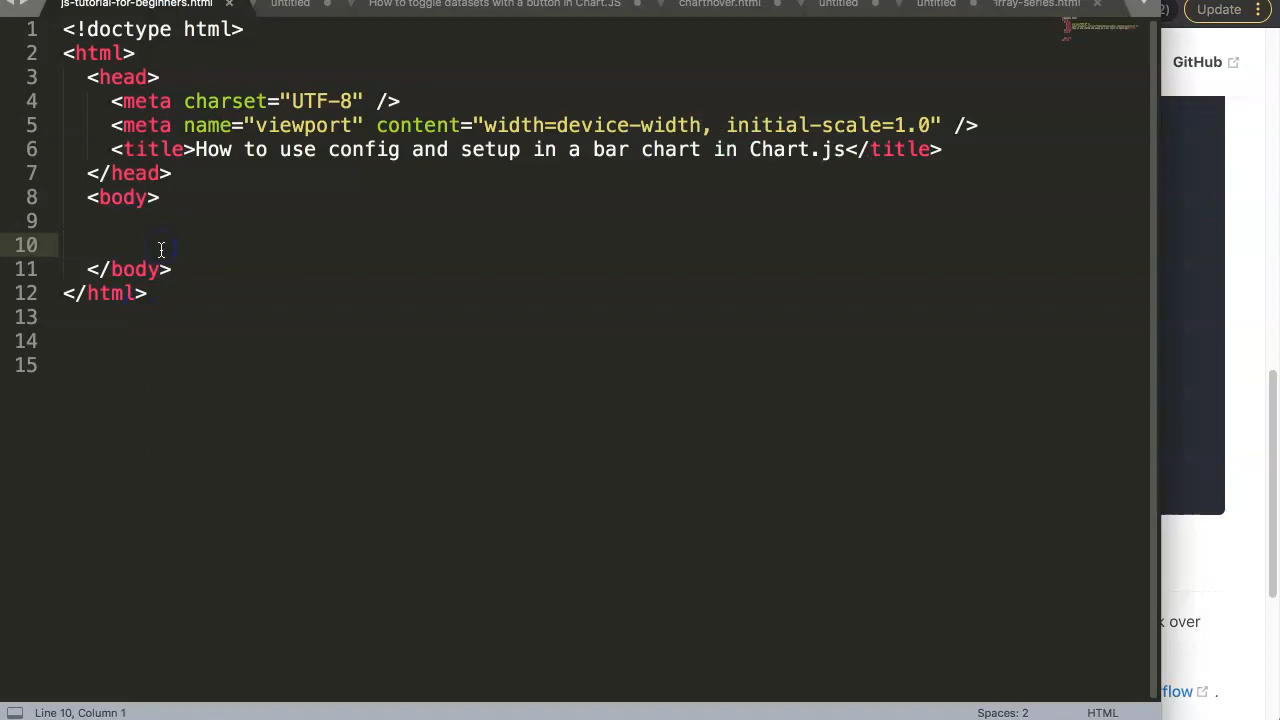 js-tutorial-for-beginners.html
untitled
How to toggle datasets with a button in Chart.JS
charthover.html
untitled
untitled
array-series.html
2)
Update
GitHub
1 <!doctype html>
2 <html>
3 <head>
4 <meta charset="UTF-8" />
5 <meta name="viewport" content="width=device-width, initial-scale=1.0" />
6 <title>How to use config and setup in a bar chart in Chart.js</title>
7 </head>
8 <body>
9
10
11 </body>
12 </html>
13
14
15
over
flow .
Line 10, Column 1
Spaces: 2
HTML